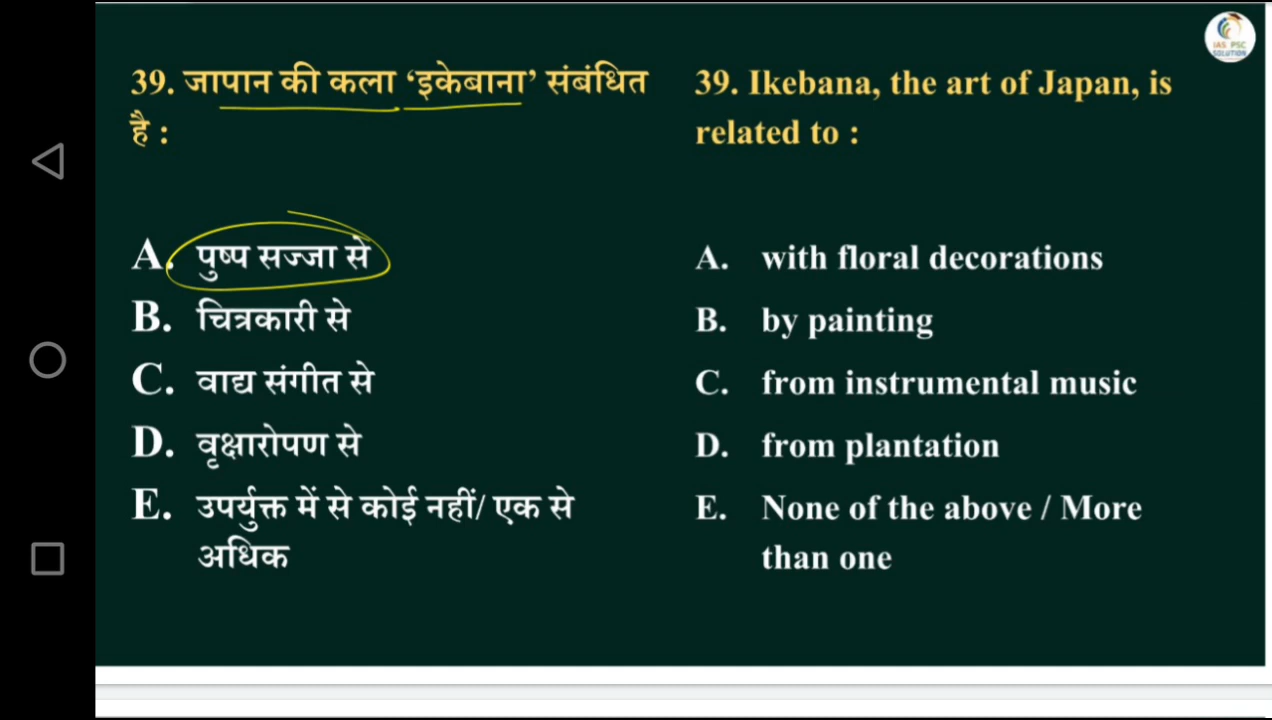 IAS PSC
SOLUTION
39. जापान की कला ‘इकेबाना’ संबंधित
है :
A. पुष्प सज्जा से
B. चित्रकारी से
C. वाद्य संगीत से
D. वृक्षारोपण से
E. उपर्युक्त में से कोई नहीं/ एक से
अधिक
39. Ikebana, the art of Japan, is
related to :
A. with floral decorations
B. by painting
C. from instrumental music
D. from plantation
E. None of the above / More
than one